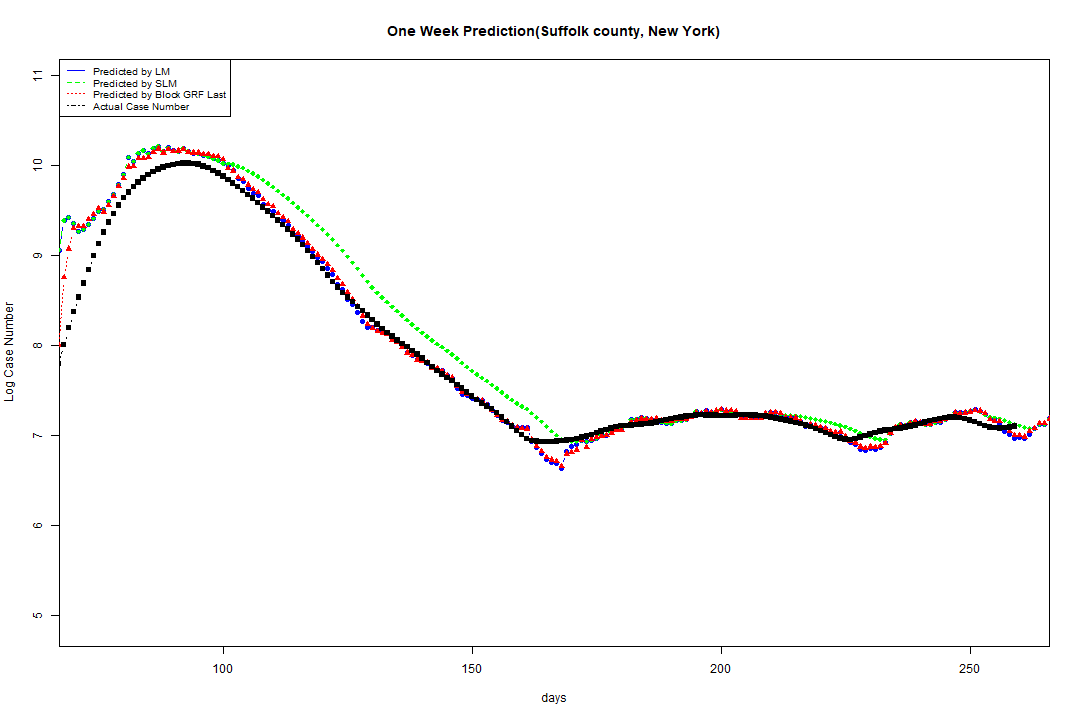 One Week Prediction(Suffolk county, New York)
Predicted by LM
Predicted by SLM
Predicted by Block GRF Last
Actual Case Number
11
10
9
8
7
6
5
Log Case Number
100 150 200 250
days